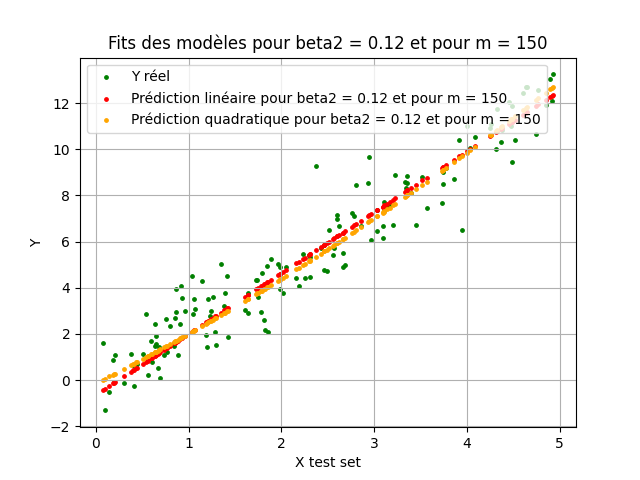 Fits des modèles pour beta2 = 0.12 et pour m = 150
Y réel
Prédiction linéaire pour beta2 = 0.12 et pour m = 150
Prédiction quadratique pour beta2 = 0.12 et pour m = 150
12
10
8
6
4
2
0
−2
Y
0 1 2 3 4 5
X test set